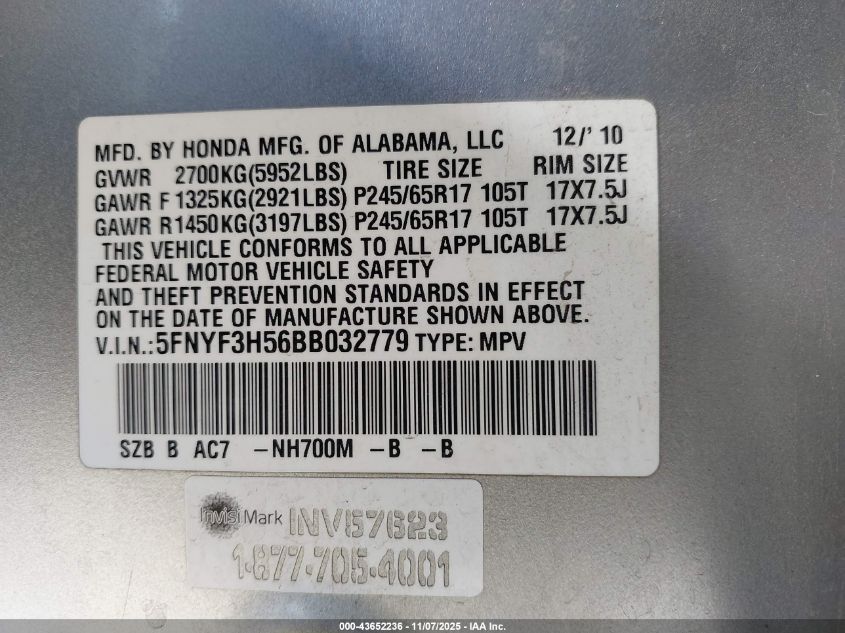 MFD. BY HONDA MFG. OF ALABAMA, LLC 12/'10
GVWR 2700KG(5952LBS) TIRE SIZE RIM SIZE
GAWR F 1325KG(2921LBS) P245/65R17 105T 17X7.5J
GAWR R1450KG(3197LBS) P245/65R17 105T 17X7.5J
THIS VEHICLE CONFORMS TO ALL APPLICABLE
FEDERAL MOTOR VEHICLE SAFETY
AND THEFT PREVENTION STANDARDS IN EFFECT
ON THE DATE OF MANUFACTURE SHOWN ABOVE.
V.I.N.:5FNYF3H56BB032779 TYPE: MPV
SZB B AC7 -NH700M -B -B
InvisiMark INV57623
1-877-705-4001
000-43652236 - 11/07/2025 - IAA Inc.